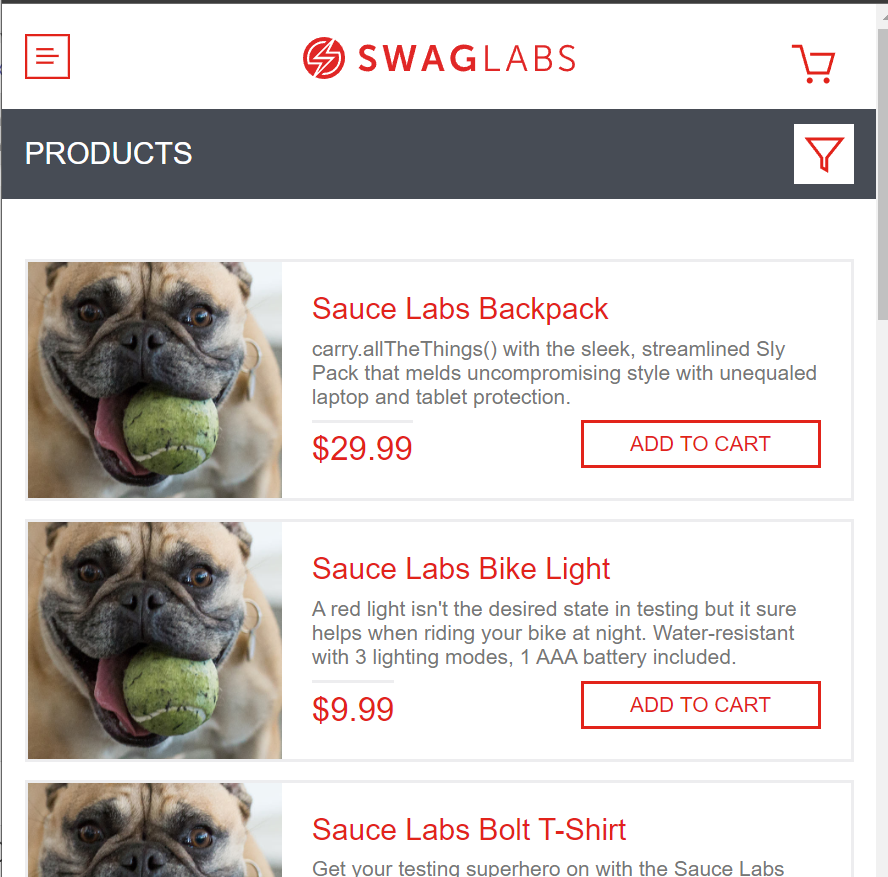 SWAGLABS
PRODUCTS
Sauce Labs Backpack
carry.allTheThings() with the sleek, streamlined Sly
Pack that melds uncompromising style with unequaled
laptop and tablet protection.
$29.99
ADD TO CART
Sauce Labs Bike Light
A red light isn't the desired state in testing but it sure
helps when riding your bike at night. Water-resistant
with 3 lighting modes, 1 AAA battery included.
$9.99
ADD TO CART
Sauce Labs Bolt T-Shirt
Get your testing superhero on with the Sauce Labs